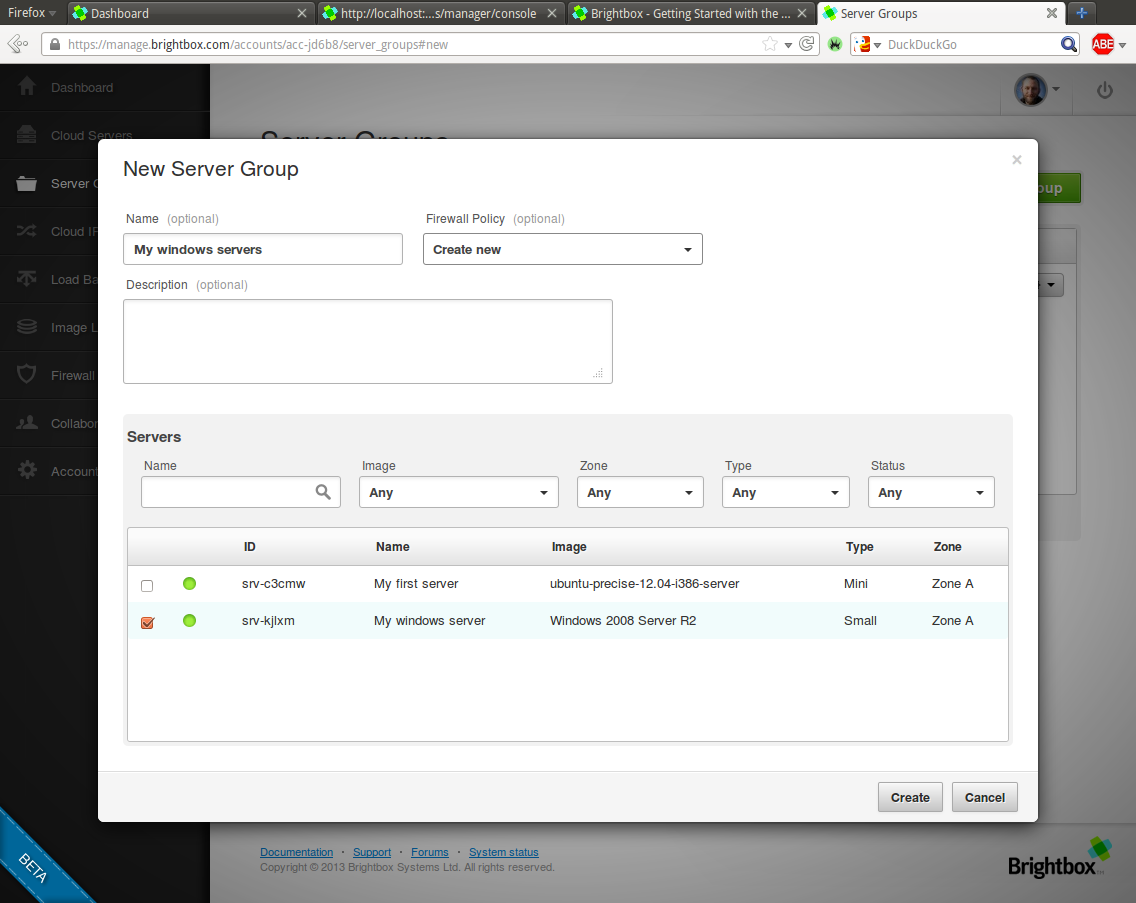 Firefox
Dashboard
http://localhost:...s/manager/console
Brightbox - Getting Started with the ...
Server Groups
https://manage.brightbox.com/accounts/acc-jd6b8/server_groups#new
DuckDuckGo
ABE
Dashboard
Cloud Servers
Server G
Cloud IP
Load Ba
Image L
Firewall
Collabor
Account
Server Groups
oup
New Server Group
×
Name (optional)
Firewall Policy (optional)
My windows servers
Create new
Description (optional)
Servers
Name Image Zone Type Status
Any Any Any Any
ID Name Image Type Zone
srv-c3cmw My first server ubuntu-precise-12.04-i386-server Mini Zone A
srv-kjlxm My windows server Windows 2008 Server R2 Small Zone A
Create Cancel
BETA
Documentation · Support · Forums · System status
Copyright © 2013 Brightbox Systems Ltd. All rights reserved.
Brightbox™